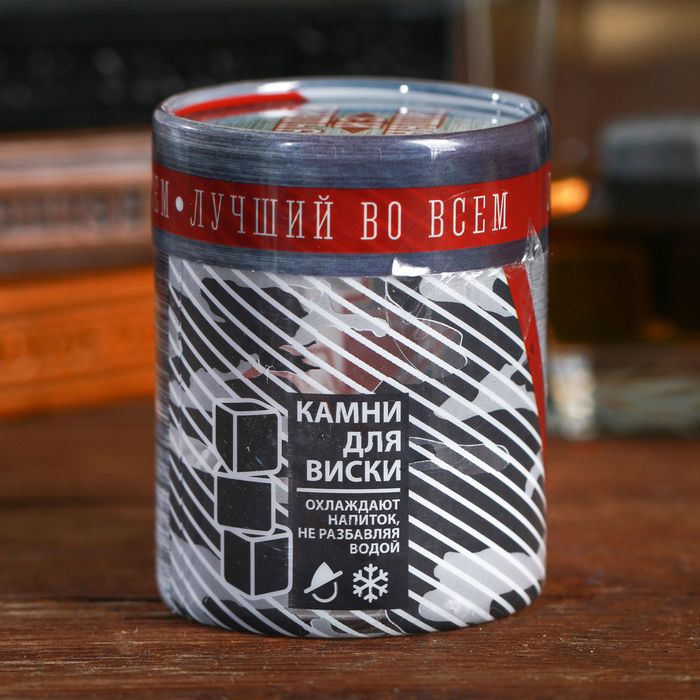 ЕМ • ЛУЧШИЙ ВО ВСЕМ
КАМНИ
ДЛЯ
ВИСКИ
ОХЛАЖДАЮТ
НАПИТОК,
НЕ РАЗБАВЛЯЯ
ВОДОЙ